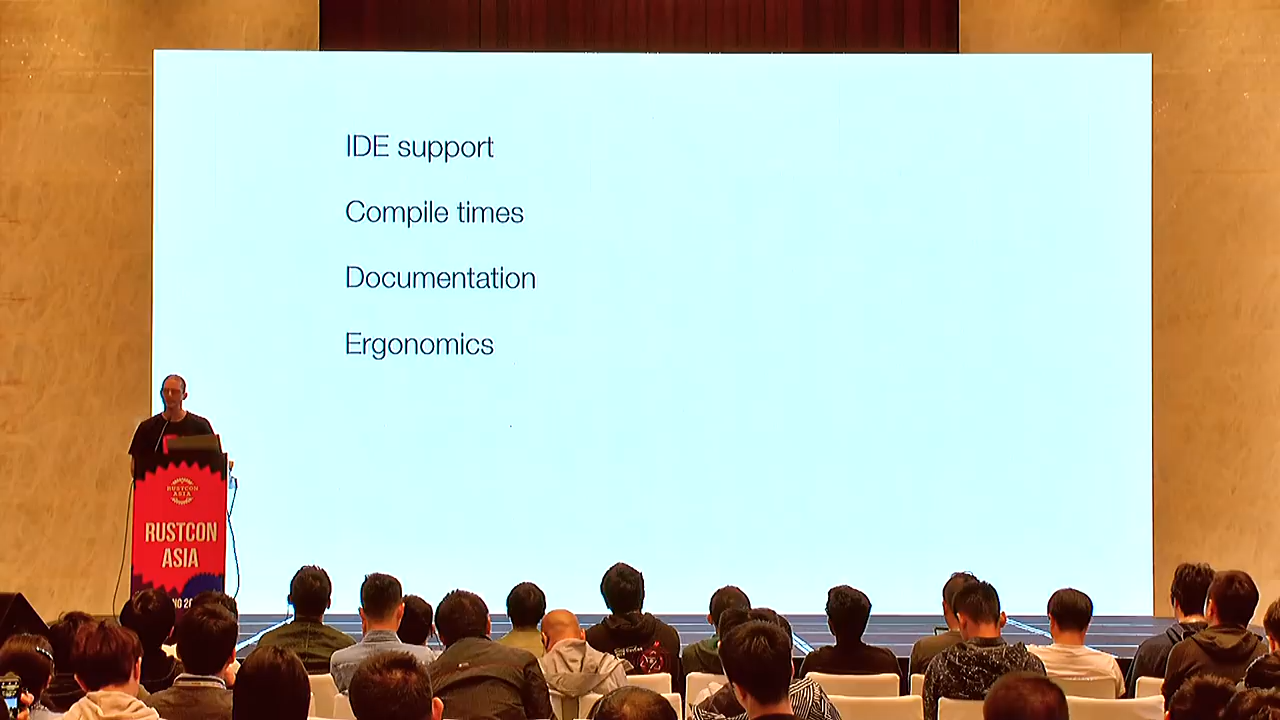 IDE support
Compile times
Documentation
Ergonomics
RUSTCON
ASIA
RUSTCON
ASIA